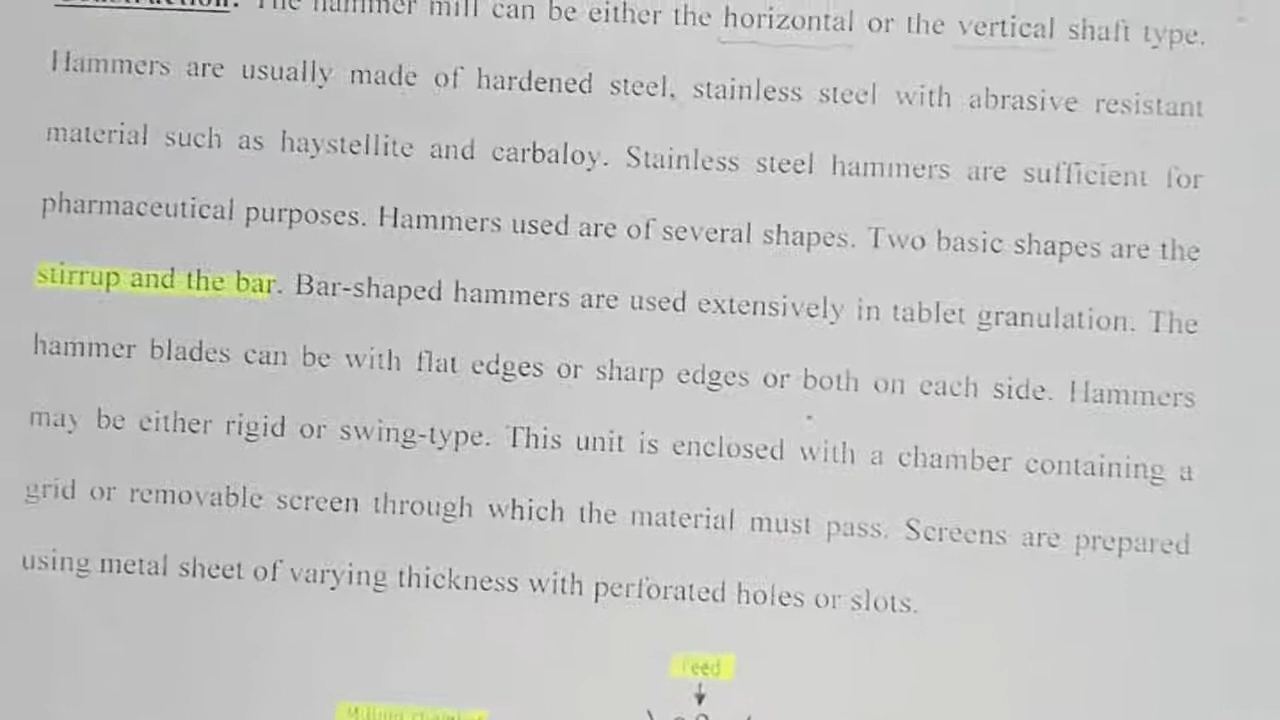 Construction: The hammer mill can be either the horizontal or the vertical shaft type.
Hammers are usually made of hardened steel, stainless steel with abrasive resistant
material such as haystellite and carbaloy. Stainless steel hammers are sufficient for
pharmaceutical purposes. Hammers used are of several shapes. Two basic shapes are the
stirrup and the bar. Bar-shaped hammers are used extensively in tablet granulation. The
hammer blades can be with flat edges or sharp edges or both on each side. Hammers
may be either rigid or swing-type. This unit is enclosed with a chamber containing a
grid or removable screen through which the material must pass. Screens are prepared
using metal sheet of varying thickness with perforated holes or slots.
Feed
Milling chamber